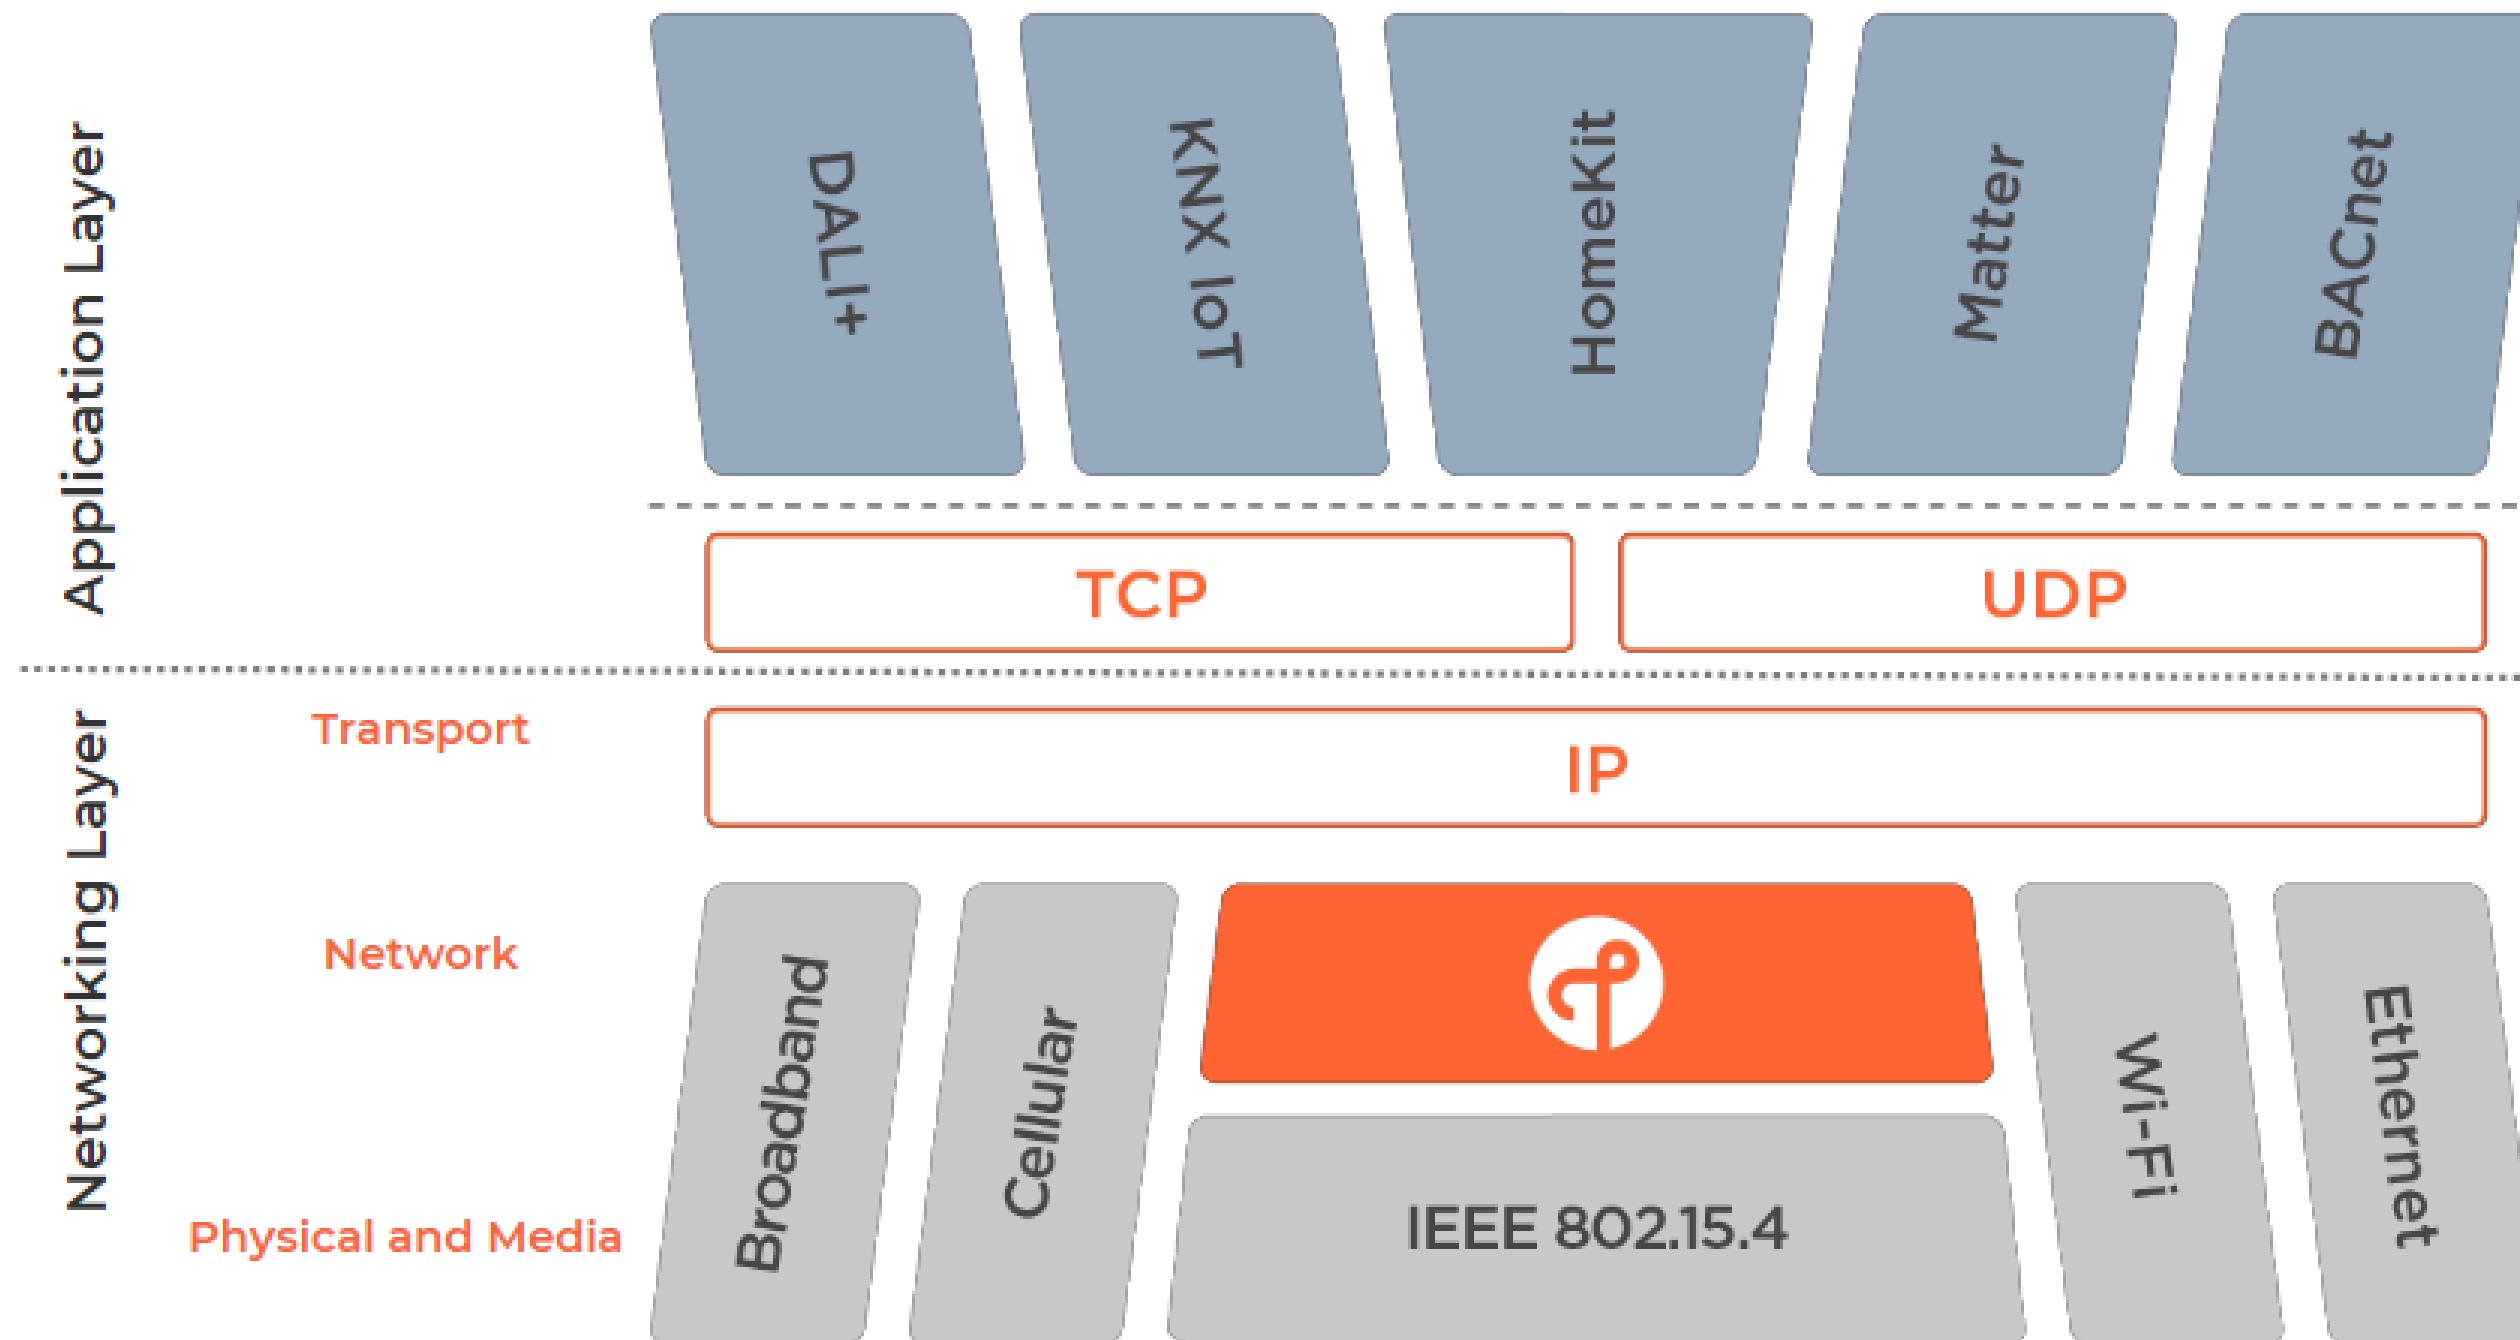 Application Layer
DALI+
KNX IoT
HomeKit
Matter
BACnet
TCP
UDP
Networking Layer
Transport
IP
Network
Physical and Media
Broadband
Cellular
IEEE 802.15.4
Wi-Fi
Ethernet